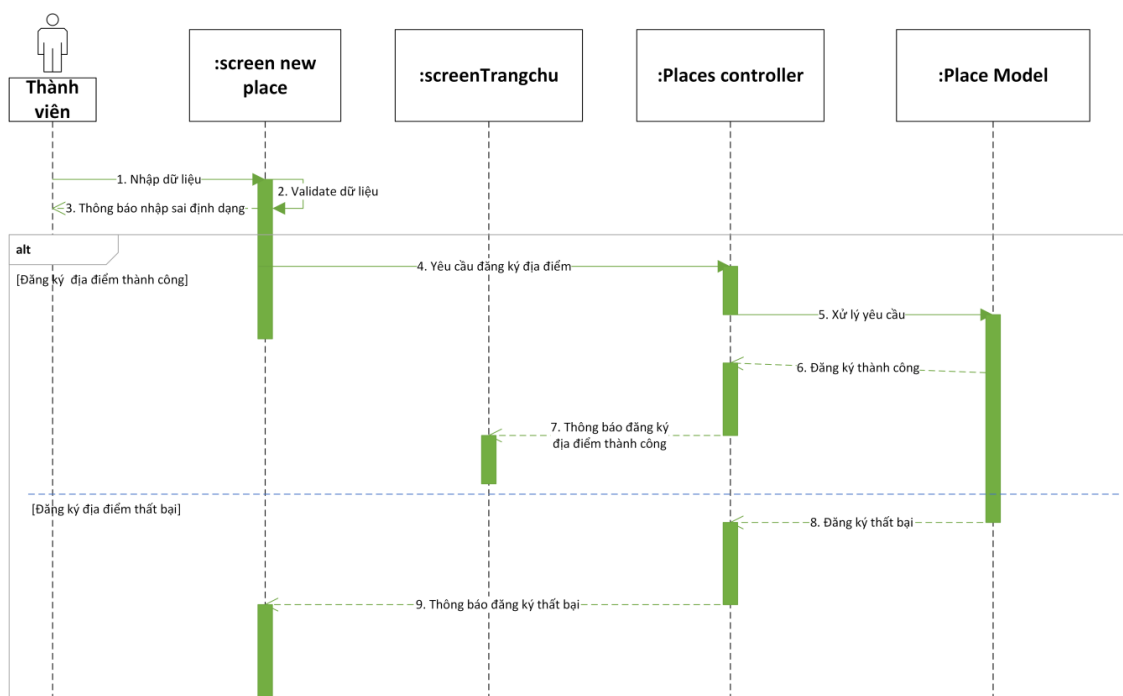 Thành
viên
:screen new
place
:screenTrangchu
:Places controller
:Place Model
1. Nhập dữ liệu
2. Validate dữ liệu
3. Thông báo nhập sai định dạng
alt
[Đăng ký  địa điểm thành công]
4. Yêu cầu đăng ký địa điểm
5. Xử lý yêu cầu
6. Đăng ký thành công
7. Thông báo đăng ký
địa điểm thành công
[Đăng ký địa điểm thất bại]
8. Đăng ký thất bại
9. Thông báo đăng ký thất bại